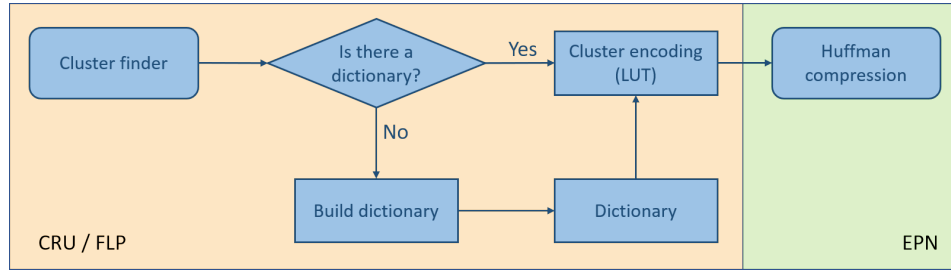 Cluster finder
Is there a
dictionary?
Yes
Cluster encoding
(LUT)
Huffman
compression
No
Build dictionary
Dictionary
CRU / FLP
EPN